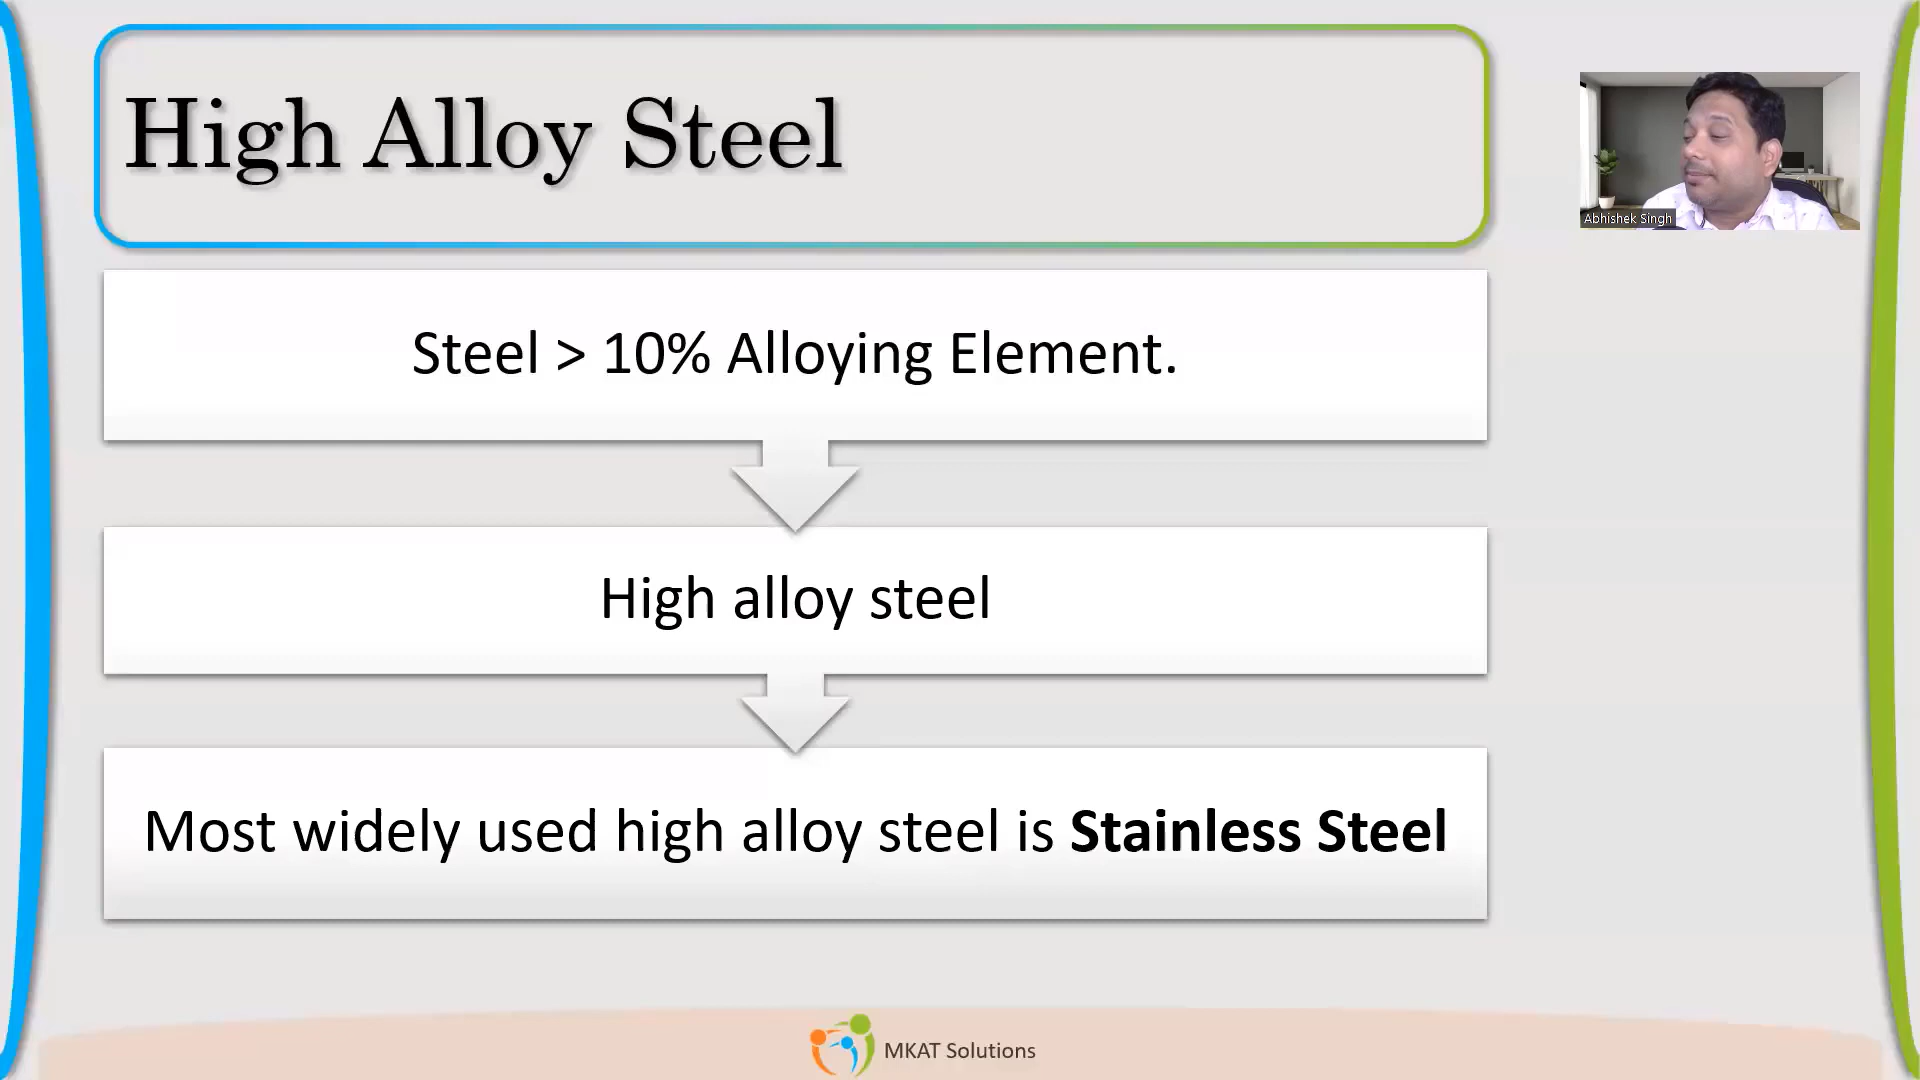 High Alloy Steel
Abhishek Singh
Steel > 10% Alloying Element.
High alloy steel
Most widely used high alloy steel is Stainless Steel
MKAT Solutions